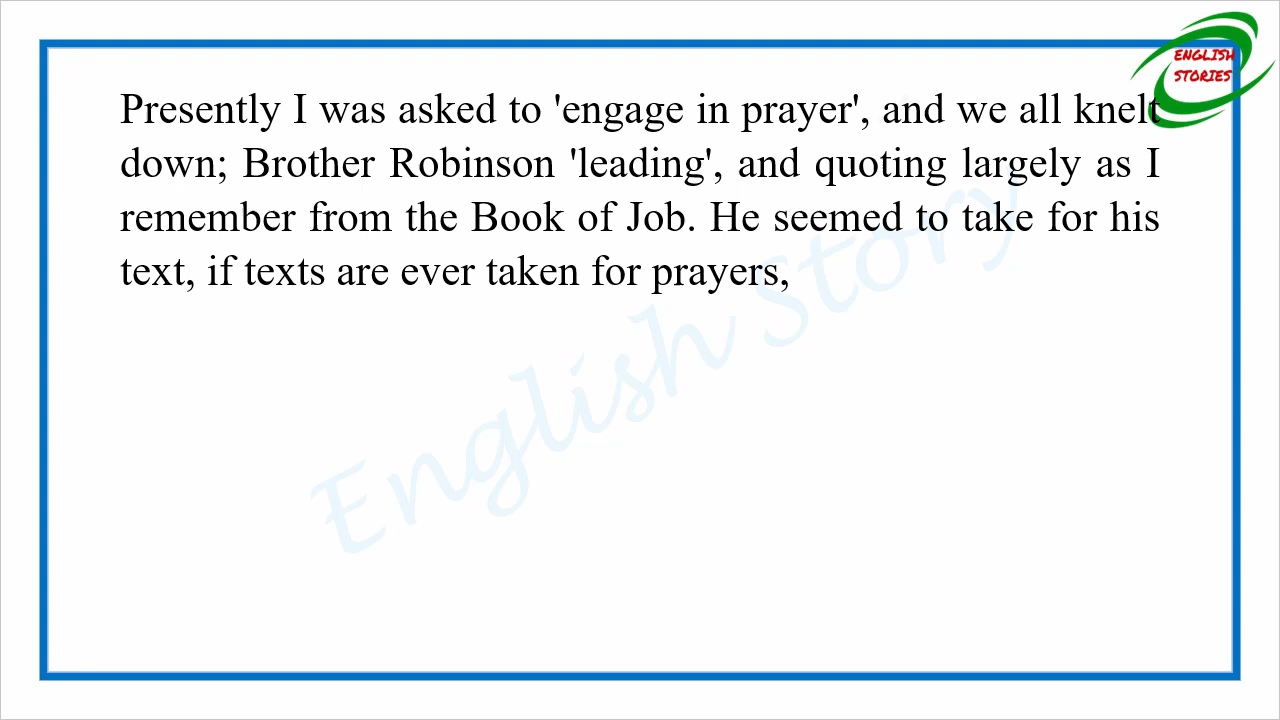 ENGLISH
STORIES
Presently I was asked to 'engage in prayer', and we all knelt
down; Brother Robinson 'leading', and quoting largely as I
remember from the Book of Job. He seemed to take for his
text, if texts are ever taken for prayers,
English Story